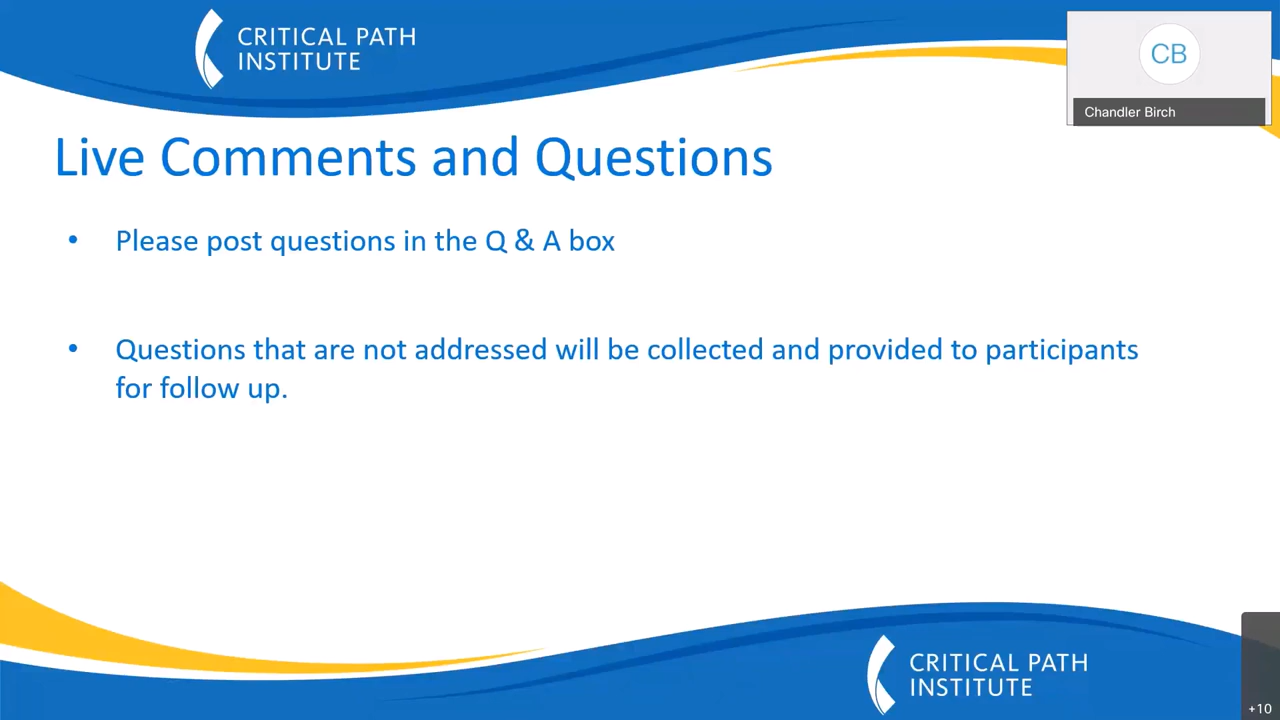 CRITICAL PATH
INSTITUTE
CB
Chandler Birch
Live Comments and Questions
• Please post questions in the Q & A box
• Questions that are not addressed will be collected and provided to participants
for follow up.
CRITICAL PATH
INSTITUTE
+10